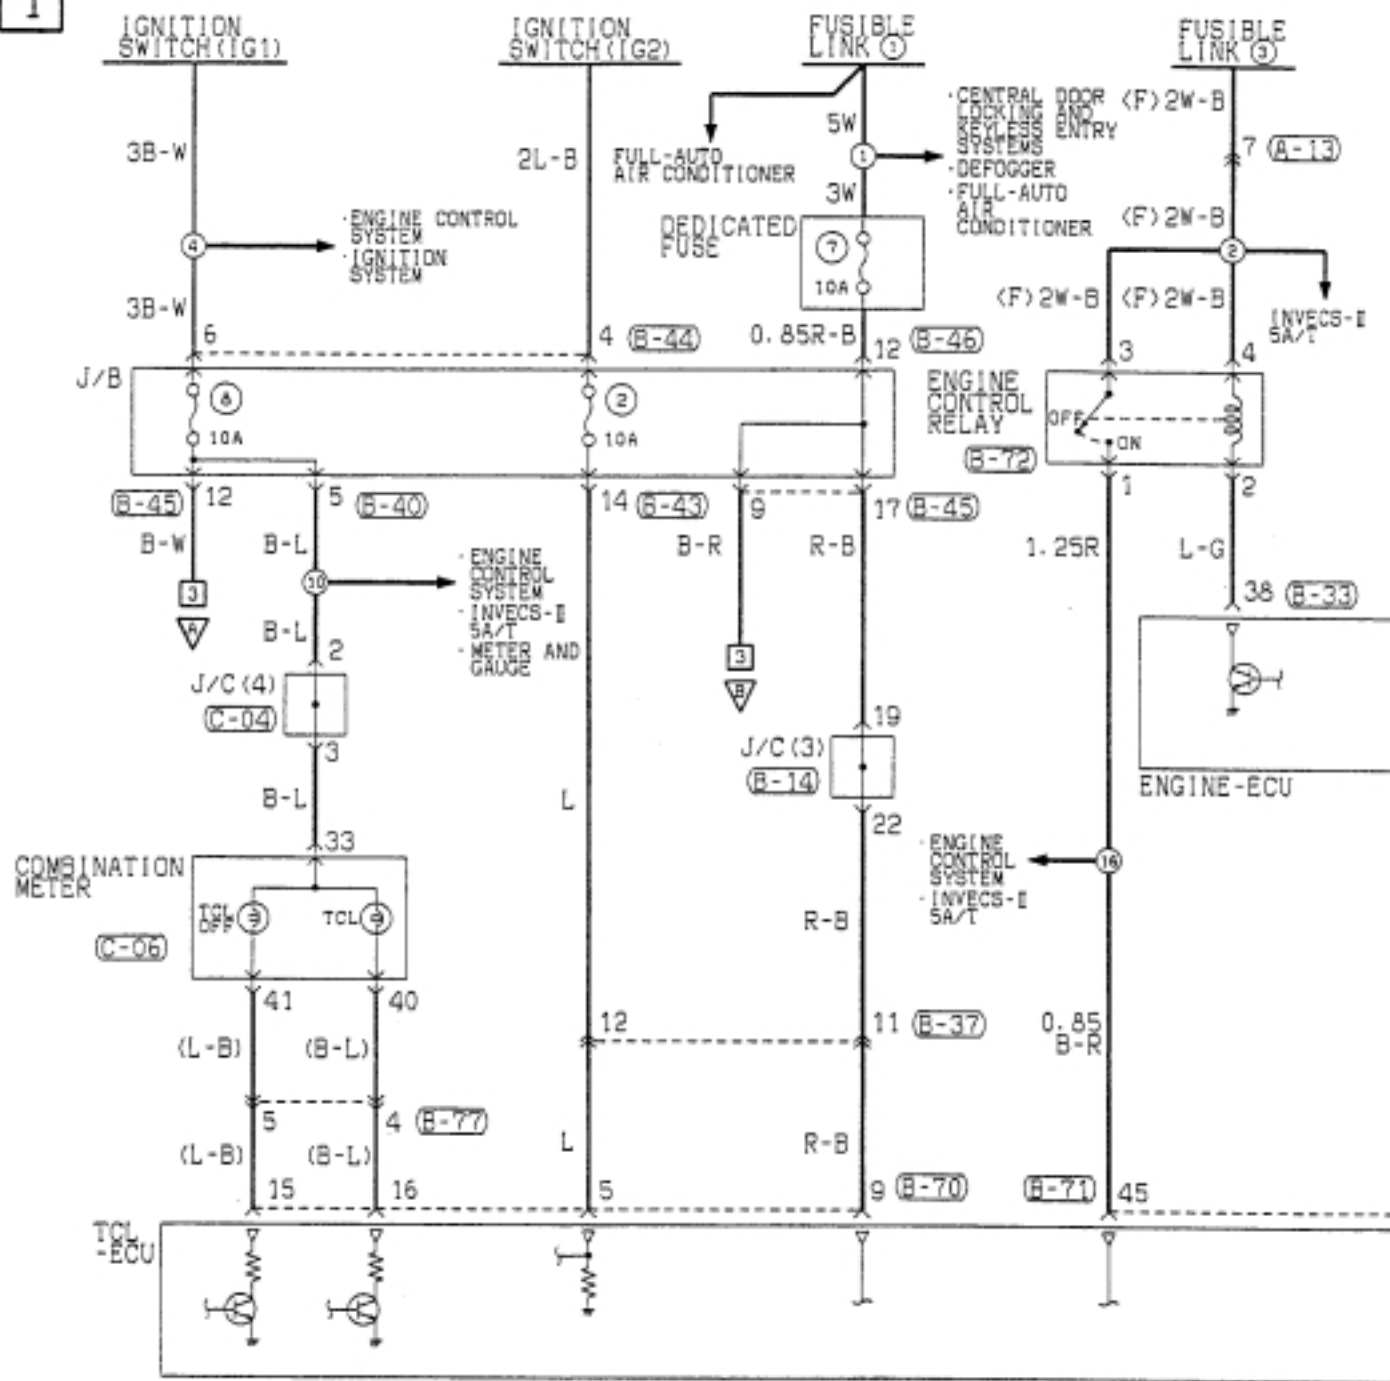 1
IGNITION
SWITCH(IG1)
IGNITION
SWITCH(IG2)
FUSIBLE
LINK ①
FUSIBLE
LINK ③
3B-W
2L-B
FULL-AUTO
AIR CONDITIONER
5W
1
3W
·CENTRAL DOOR
LOCKING AND
KEYLESS ENTRY
SYSTEMS
·DEFOGGER
·FULL-AUTO
AIR
CONDITIONER
(F)2W-B
7 (A-13)
(F)2W-B
2
4
·ENGINE CONTROL
SYSTEM
·IGNITION
SYSTEM
DEDICATED
FUSE
7
10A
3B-W
(F)2W-B (F)2W-B
INVECS-Ⅱ
5A/T
6
4 (B-44)
0.85R-B 12 (B-46)
3 4
J/B
8
10A
2
10A
ENGINE
CONTROL
RELAY
(B-72)
OFF
ON
(B-45) 12
5 (B-40)
14 (B-43) 9
17 (B-45)
1 2
B-W
B-L
B-R
R-B
1.25R
L-G
10
·ENGINE
CONTROL
SYSTEM
·INVECS-Ⅱ
5A/T
·METER AND
GAUGE
3
A
3
B
38 (B-33)
ENGINE-ECU
B-L
2
J/C(4)
(C-04)
3
B-L
33
19
J/C(3)
(B-14)
22
L
COMBINATION
METER
(C-06)
TCL
OFF
TCL
·ENGINE
CONTROL
SYSTEM
·INVECS-Ⅱ
5A/T
16
R-B
41 40
(L-B) (B-L)
12
11 (B-37)
0.85
B-R
5
4 (B-77)
(L-B) (B-L)
L
R-B
15 16 5
9 (B-70)
(B-71) 45
TCL
-ECU